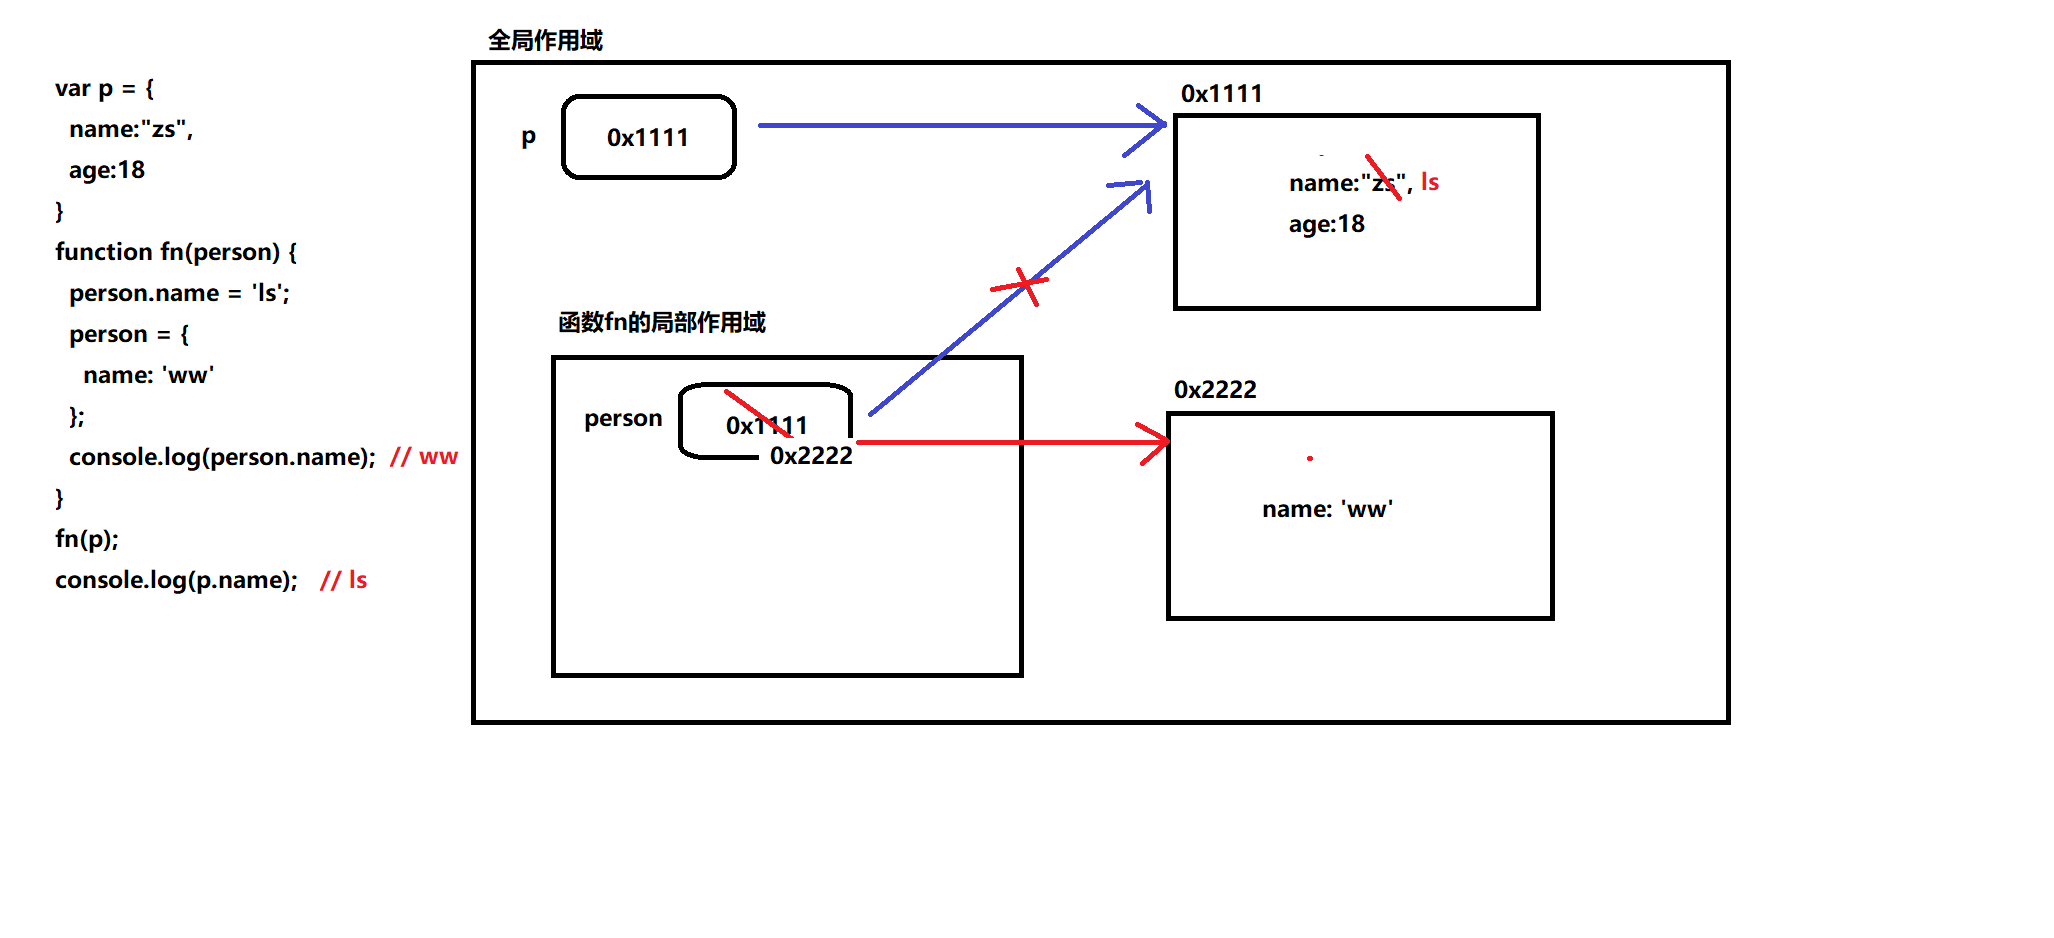 var p = {
name:"zs",
age:18
}
function fn(person) {
person.name = 'ls';
person = {
name: 'ww'
};
console.log(person.name); // ww
}
fn(p);
console.log(p.name); // ls
全局作用域
p
0x1111
0x1111
name:"zs", ls
age:18
函数fn的局部作用域
person
0x1111
0x2222
0x2222
name: 'ww'